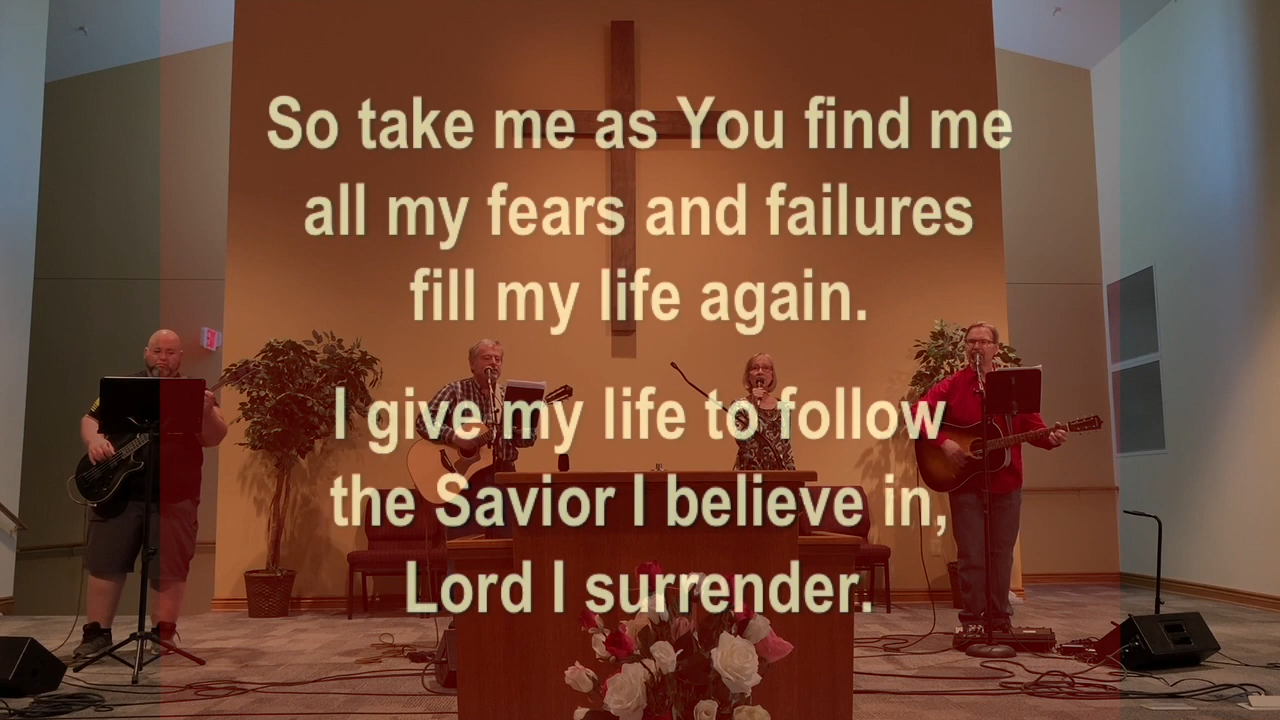 So take me as You find me
all my fears and failures
fill my life again.
I give my life to follow
the Savior I believe in,
Lord I surrender.